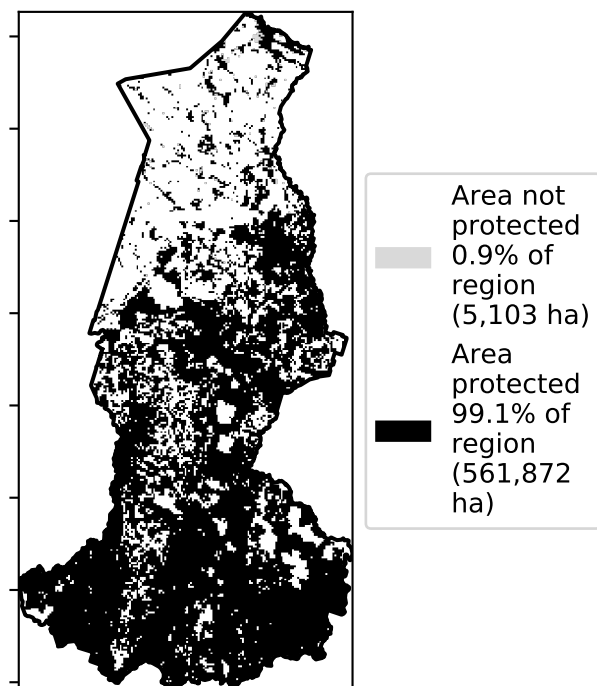 Area not
protected
0.9% of
region
(5,103 ha)
Area
protected
99.1% of
region
(561,872
ha)